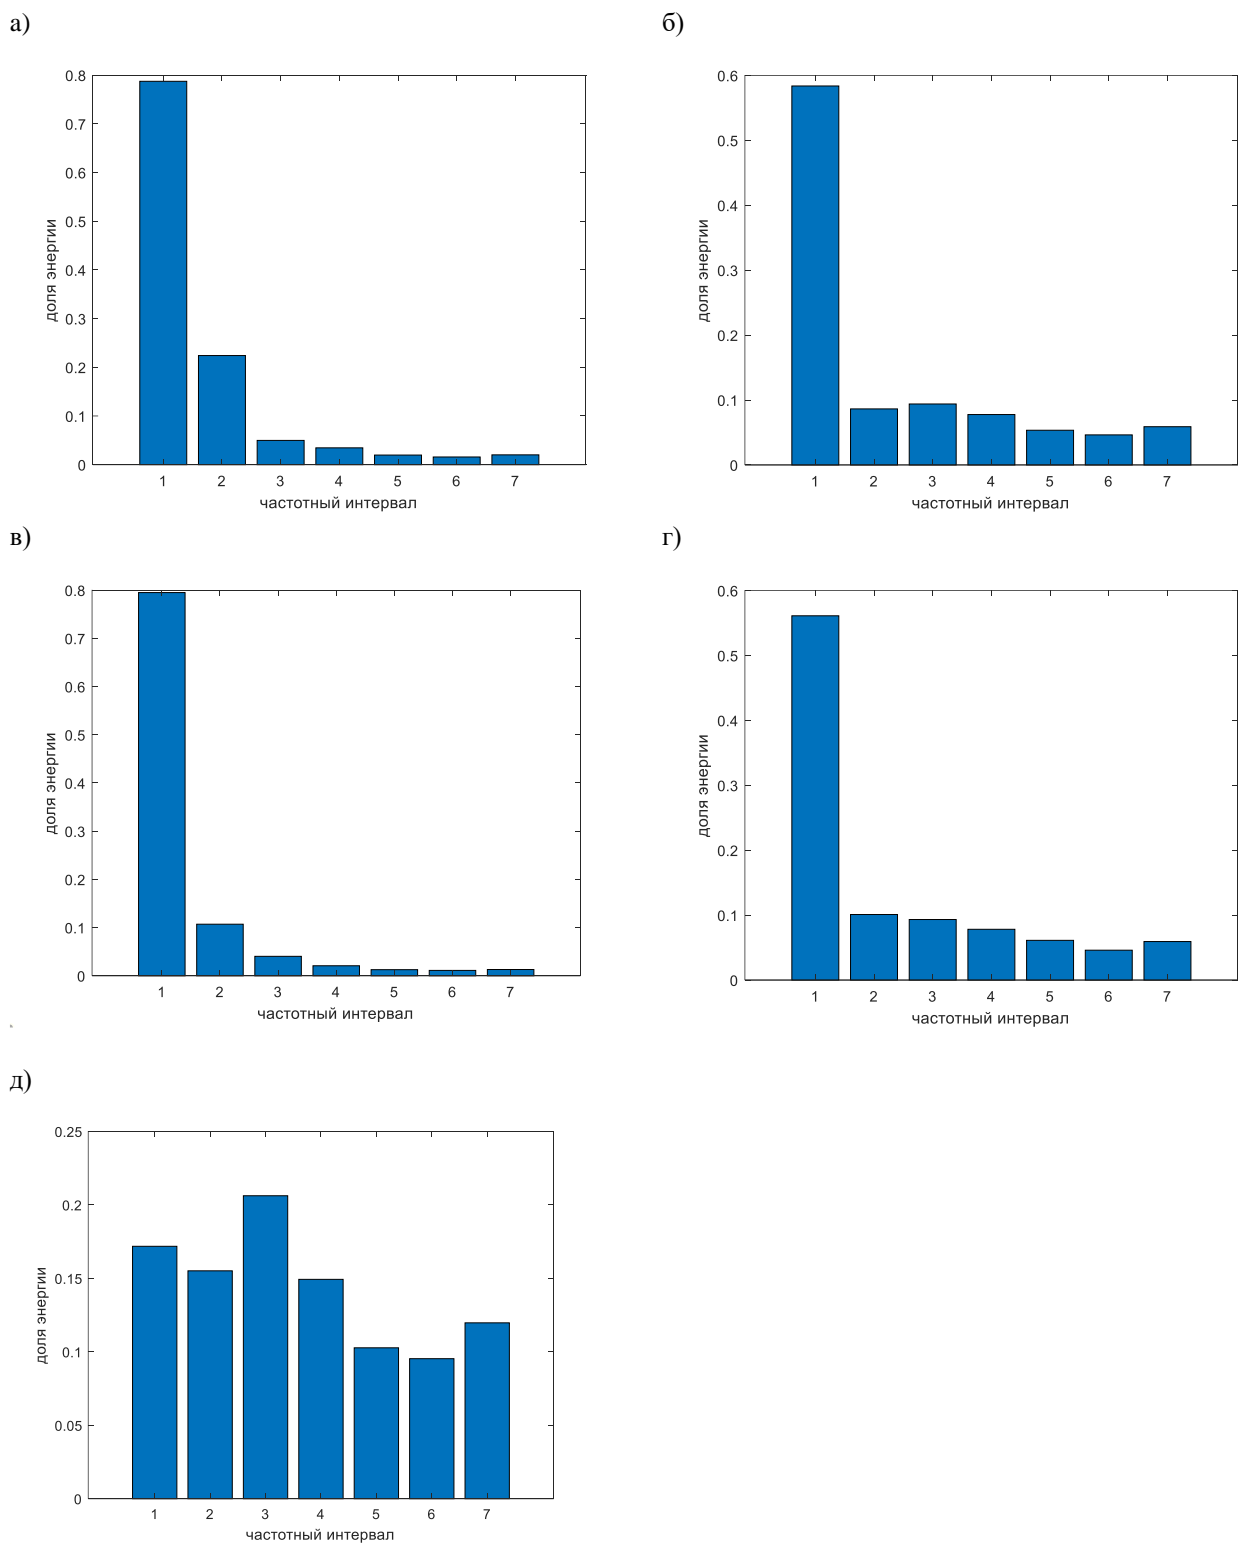 а)
б)
0.8
0.7
0.6
0.5
0.4
0.3
0.2
0.1
0
доля энергии
1 2 3 4 5 6 7
частотный интервал
0.6
0.5
0.4
0.3
0.2
0.1
0
доля энергии
1 2 3 4 5 6 7
частотный интервал
в)
г)
0.8
0.7
0.6
0.5
0.4
0.3
0.2
0.1
0
доля энергии
1 2 3 4 5 6 7
частотный интервал
0.6
0.5
0.4
0.3
0.2
0.1
0
доля энергии
1 2 3 4 5 6 7
частотный интервал
д)
0.25
0.2
0.15
0.1
0.05
0
доля энергии
1 2 3 4 5 6 7
частотный интервал